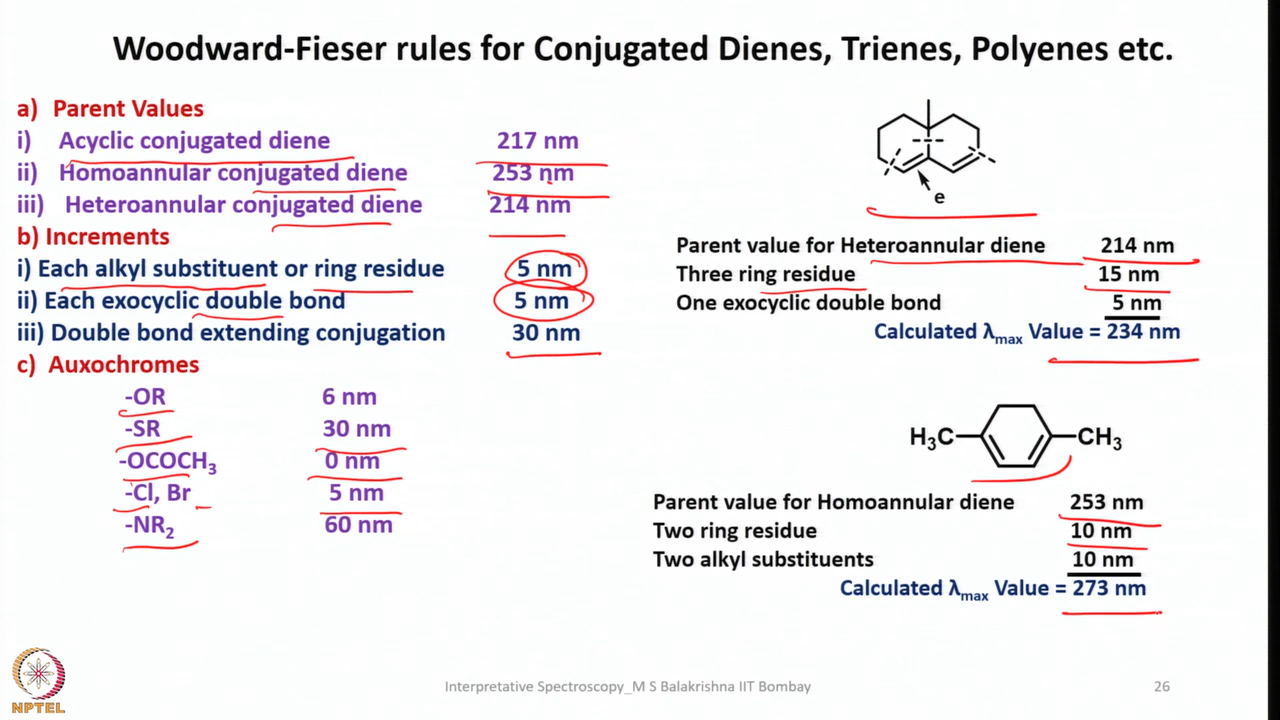 Woodward-Fieser rules for Conjugated Dienes, Trienes, Polyenes etc.
a) Parent Values
i) Acyclic conjugated diene 217 nm
ii) Homoannular conjugated diene 253 nm
iii) Heteroannular conjugated diene 214 nm
b) Increments
i) Each alkyl substituent or ring residue 5 nm
ii) Each exocyclic double bond 5 nm
iii) Double bond extending conjugation 30 nm
c) Auxochromes
-OR 6 nm
-SR 30 nm
-OCOCH₃ 0 nm
-Cl, Br 5 nm
-NR₂ 60 nm
e
Parent value for Heteroannular diene 214 nm
Three ring residue 15 nm
One exocyclic double bond 5 nm
Calculated λmax Value = 234 nm
H₃C CH₃
Parent value for Homoannular diene 253 nm
Two ring residue 10 nm
Two alkyl substituents 10 nm
Calculated λmax Value = 273 nm
NPTEL
Interpretative Spectroscopy_M S Balakrishna IIT Bombay
26